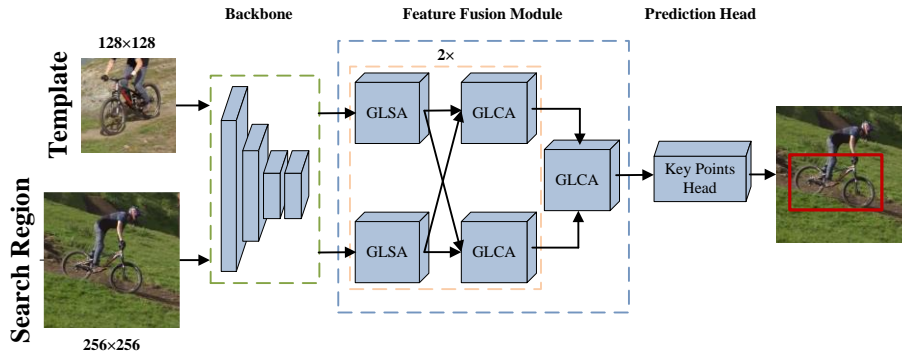 Backbone
Feature Fusion Module
Prediction Head
128×128
2×
Template
GLSA
GLCA
GLCA
Key Points
Head
Search Region
GLSA
GLCA
256×256